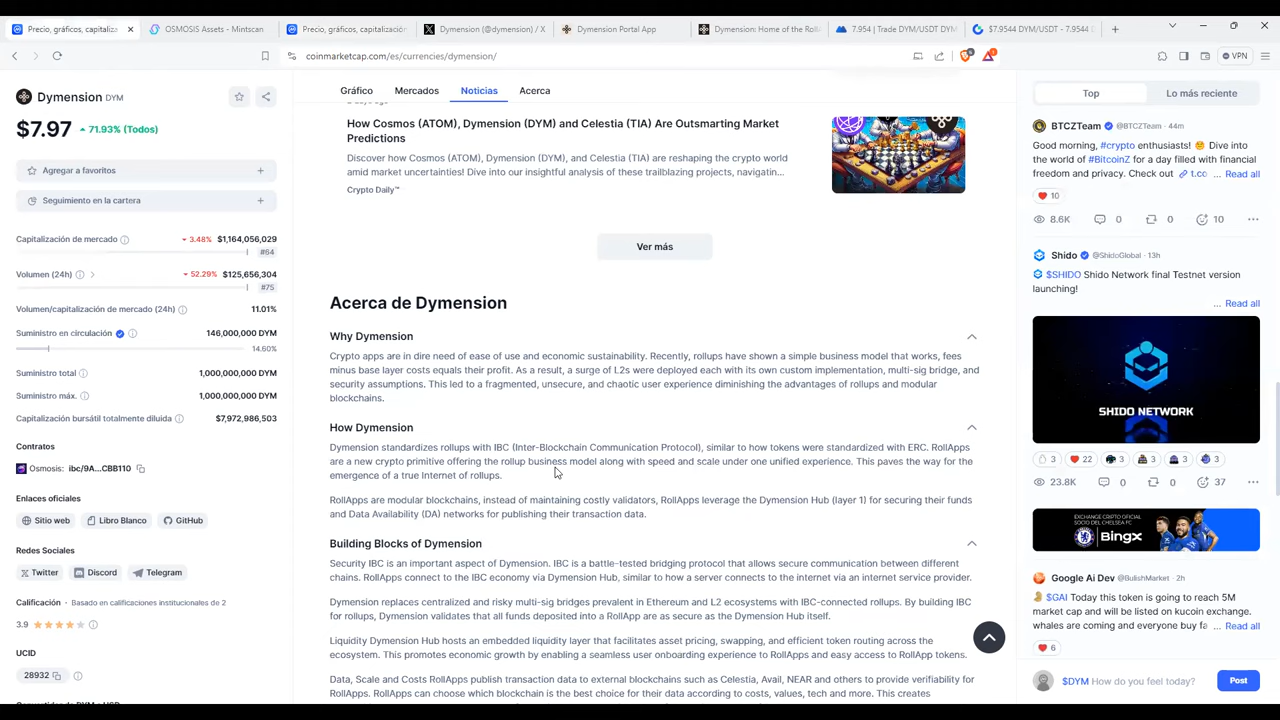 Precio, gráficos, capitaliza
OSMOSIS Assets - Mintscan
Precio, gráficos, capitalización
Dymension (@dymension) / X
Dymension Portal App
Dymension: Home of the Roll
7.954 | Trade DYM/USDT DYM
$7.9544 DYM/USDT - 7.9544 D
coinmarketcap.com/es/currencies/dymension/
VPN
Dymension DYM
$7.97 71.93% (Todos)
Agregar a favoritos
Seguimiento en la cartera
Capitalización de mercado 3.48% $1,164,056,029
#64
Volumen (24h) 52.29% $125,656,304
#75
Volumen/capitalización de mercado (24h) 11.01%
Suministro en circulación 146,000,000 DYM
14.60%
Suministro total 1,000,000,000 DYM
Suministro máx. 1,000,000,000 DYM
Capitalización bursátil totalmente diluida $7,972,986,503
Contratos
Osmosis: ibc/9A...CBB110
Enlaces oficiales
Sitio web Libro Blanco GitHub
Redes Sociales
Twitter Discord Telegram
Calificación · Basado en calificaciones institucionales de 2
3.9
UCID
28932
Gráfico Mercados Noticias Acerca
How Cosmos (ATOM), Dymension (DYM) and Celestia (TIA) Are Outsmarting Market
Predictions
Discover how Cosmos (ATOM), Dymension (DYM), and Celestia (TIA) are reshaping the crypto world
amid market uncertainties! Dive into our insightful analysis of these trailblazing projects, navigatin...
Crypto Daily™
Ver más
Acerca de Dymension
Why Dymension
Crypto apps are in dire need of ease of use and economic sustainability. Recently, rollups have shown a simple business model that works, fees
minus base layer costs equals their profit. As a result, a surge of L2s were deployed each with its own custom implementation, multi-sig bridge, and
security assumptions. This led to a fragmented, unsecure, and chaotic user experience diminishing the advantages of rollups and modular
blockchains.
How Dymension
Dymension standardizes rollups with IBC (Inter-Blockchain Communication Protocol), similar to how tokens were standardized with ERC. RollApps
are a new crypto primitive offering the rollup business model along with speed and scale under one unified experience. This paves the way for the
emergence of a true Internet of rollups.
RollApps are modular blockchains, instead of maintaining costly validators, RollApps leverage the Dymension Hub (layer 1) for securing their funds
and Data Availability (DA) networks for publishing their transaction data.
Building Blocks of Dymension
Security IBC is an important aspect of Dymension. IBC is a battle-tested bridging protocol that allows secure communication between different
chains. RollApps connect to the IBC economy via Dymension Hub, similar to how a server connects to the internet via an internet service provider.
Dymension replaces centralized and risky multi-sig bridges prevalent in Ethereum and L2 ecosystems with IBC-connected rollups. By building IBC
for rollups, Dymension validates that all funds deposited into a RollApp are as secure as the Dymension Hub itself.
Liquidity Dymension Hub hosts an embedded liquidity layer that facilitates asset pricing, swapping, and efficient token routing across the
ecosystem. This promotes economic growth by enabling a seamless user onboarding experience to RollApps and easy access to RollApp tokens.
Data, Scale and Costs RollApps publish transaction data to external blockchains such as Celestia, Avail, NEAR and others to provide verifiability for
RollApps. RollApps can choose which blockchain is the best choice for their data according to costs, values, tech and more. This creates
Top Lo más reciente
BTCZTeam @BTCZTeam · 44m
Good morning, #crypto enthusiasts! Dive into
the world of #BitcoinZ for a day filled with financial
freedom and privacy. Check out t.co ... Read all
10
8.6K 0 0 10
Shido @ShidoGlobal · 13h
$SHIDO Shido Network final Testnet version
launching!
... Read all
SHIDO NETWORK
3 22 3 3 3 3
23.8K 0 0 37
EXCHANGE CRIPTO OFICIAL
SOCIO DEL CHELSEA FC
BingX
Google Ai Dev @BullishMarket · 2h
$GAI Today this token is going to reach 5M
market cap and will be listed on kucoin exchange.
whales are coming and everyone buy fa ... Read all
6
$DYM How do you feel today?
Post